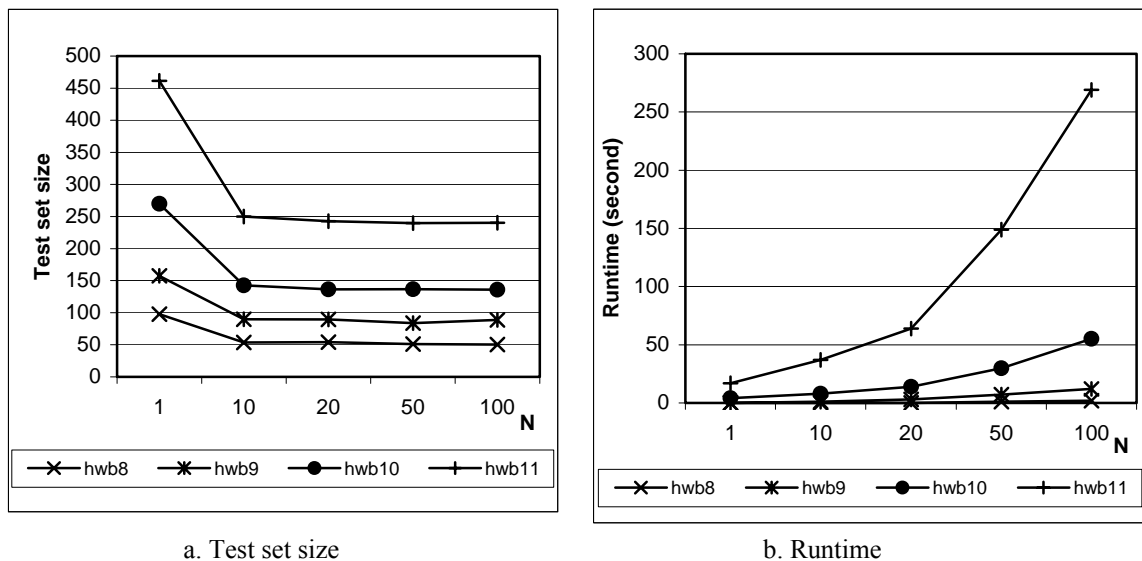 500
450
400
350
300
250
200
150
100
50
0
Test set size
1 10 20 50 100
N
hwb8 hwb9 hwb10 hwb11
a. Test set size
300
250
200
150
100
50
0
Runtime (second)
1 10 20 50 100
N
hwb8 hwb9 hwb10 hwb11
b. Runtime